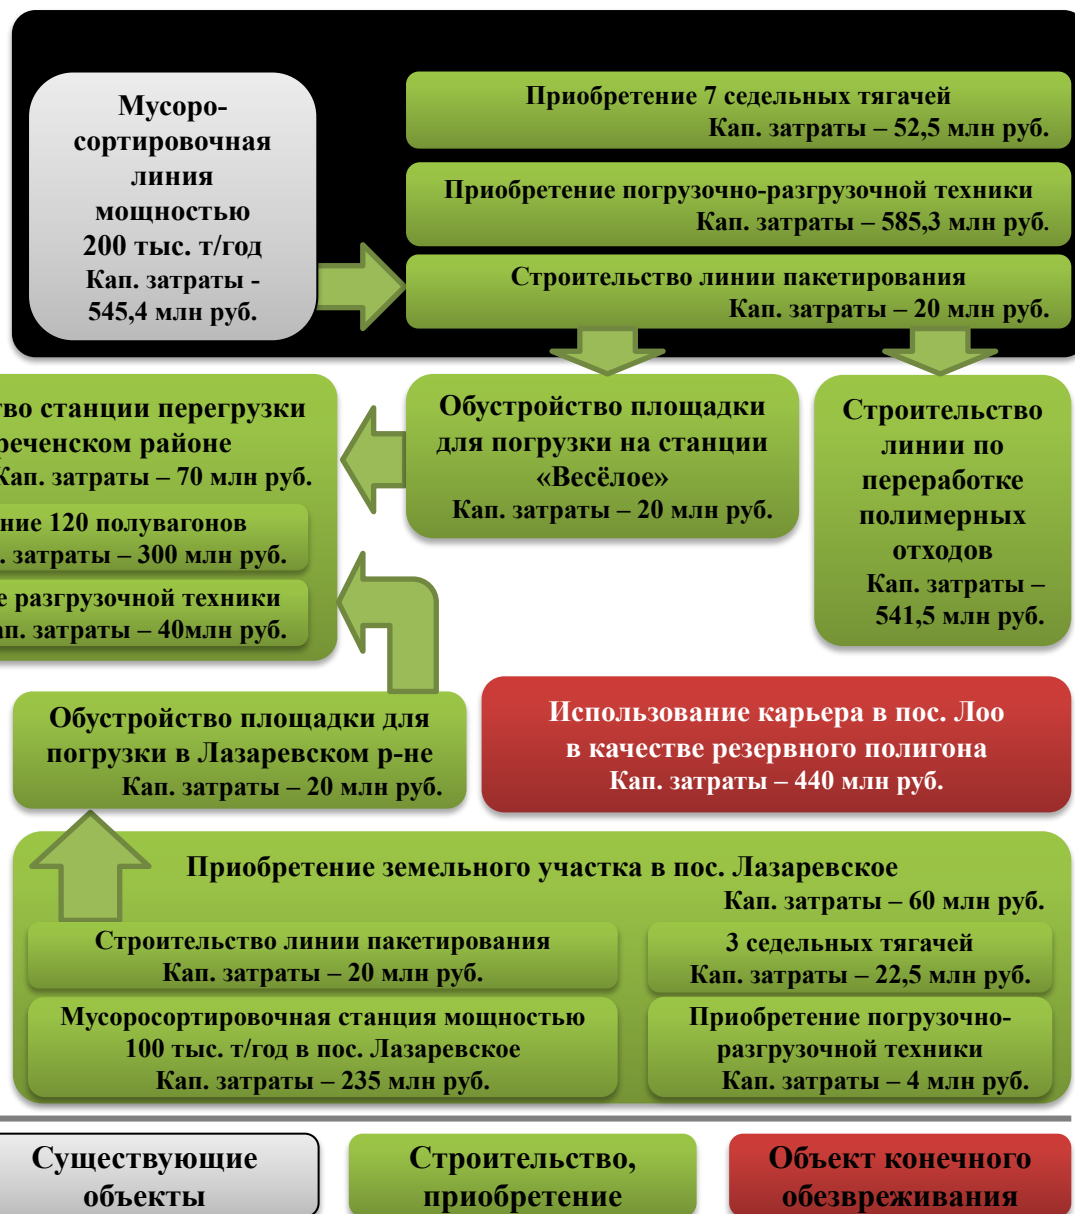 Мусоро-
сортировочная
линия
мощностью
200 тыс. т/год
Кап. затраты -
545,4 млн руб.
Приобретение 7 седельных тягачей
Кап. затраты – 52,5 млн руб.
Приобретение погрузочно-разгрузочной техники
Кап. затраты – 585,3 млн руб.
Строительство линии пакетирования
Кап. затраты – 20 млн руб.
тво станции перегрузки
реченском районе
Кап. затраты – 70 млн руб.
ние 120 полувагонов
. затраты – 300 млн руб.
е разгрузочной техники
ап. затраты – 40млн руб.
Обустройство площадки
для погрузки на станции
«Весёлое»
Кап. затраты – 20 млн руб.
Строительство
линии по
переработке
полимерных
отходов
Кап. затраты –
541,5 млн руб.
Обустройство площадки для
погрузки в Лазаревском р-не
Кап. затраты – 20 млн руб.
Использование карьера в пос. Лоо
в качестве резервного полигона
Кап. затраты – 440 млн руб.
Приобретение земельного участка в пос. Лазаревское
Кап. затраты – 60 млн руб.
Строительство линии пакетирования
Кап. затраты – 20 млн руб.
3 седельных тягачей
Кап. затраты – 22,5 млн руб.
Мусоросортировочная станция мощностью
100 тыс. т/год в пос. Лазаревское
Кап. затраты – 235 млн руб.
Приобретение погрузочно-
разгрузочной техники
Кап. затраты – 4 млн руб.
Существующие
объекты
Строительство,
приобретение
Объект конечного
обезвреживания